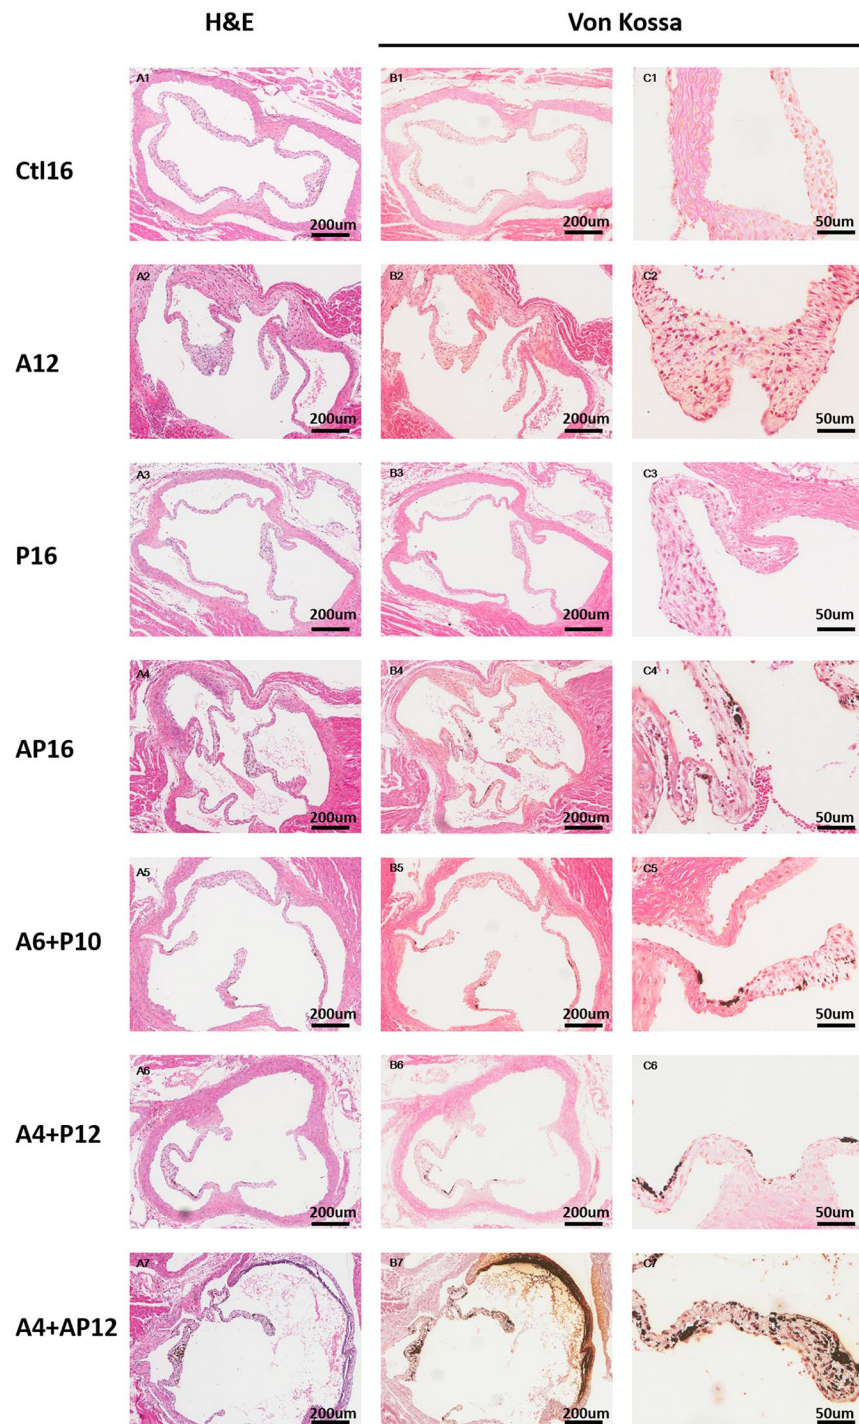 H&E Von Kossa
Ctl16 A1 200um B1 200um C1 50um
A12 A2 200um B2 200um C2 50um
P16 A3 200um B3 200um C3 50um
AP16 A4 200um B4 200um C4 50um
A6+P10 A5 200um B5 200um C5 50um
A4+P12 A6 200um B6 200um C6 50um
A4+AP12 A7 200um B7 200um C7 50um